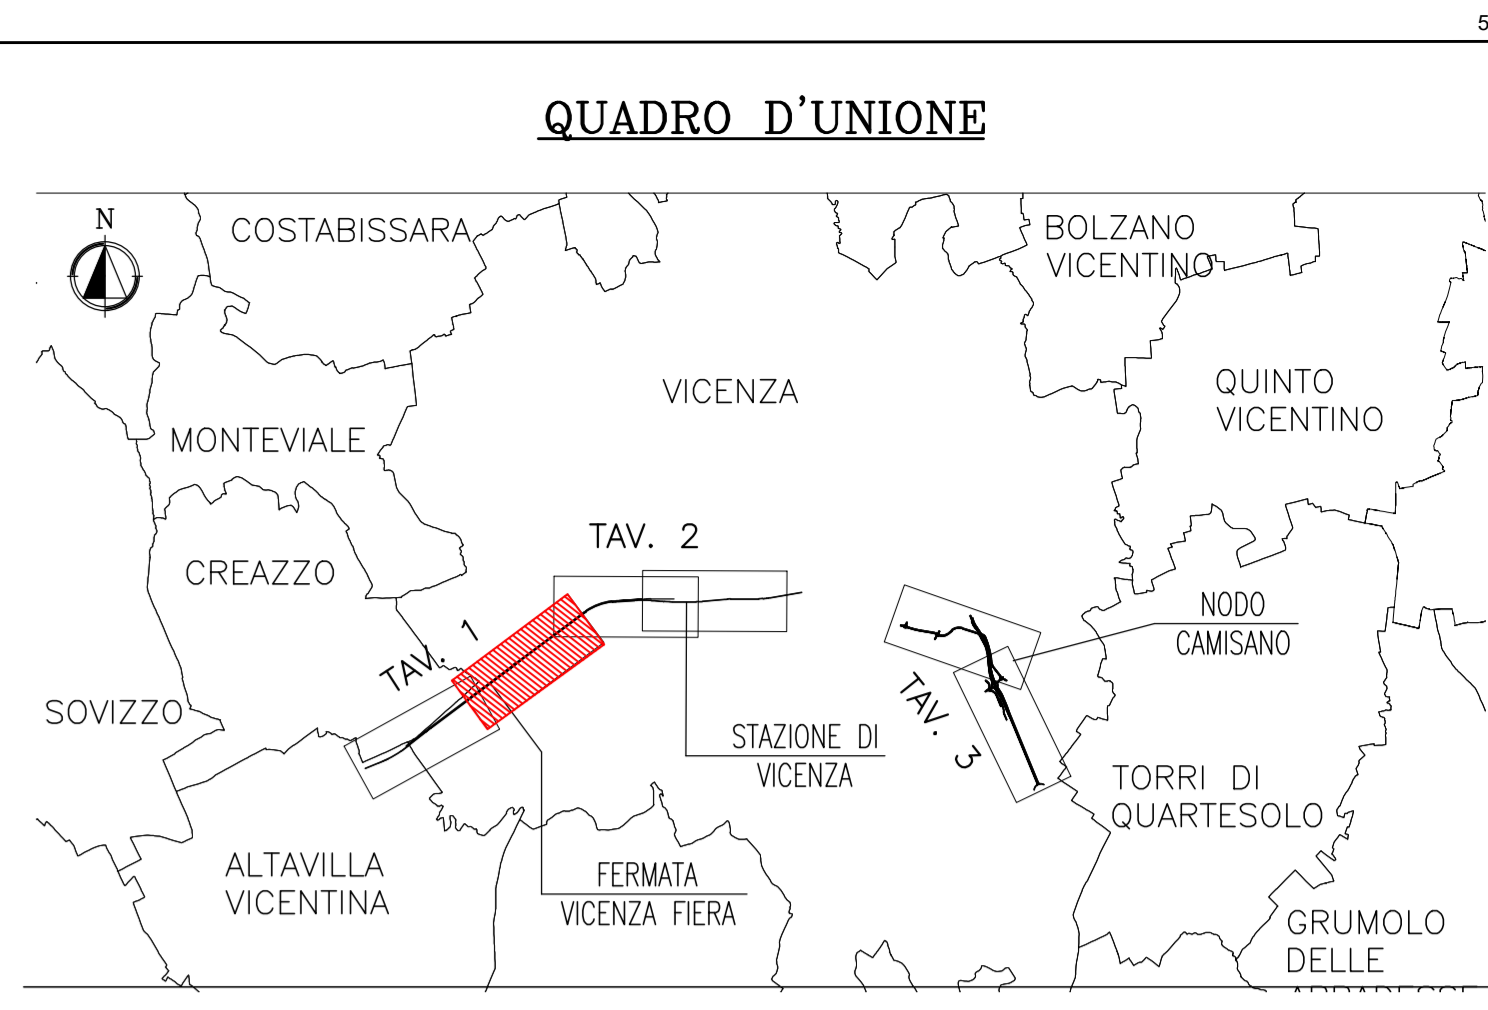 5
QUADRO D'UNIONE
N
COSTABISSARA
BOLZANO
VICENTINO
VICENZA
QUINTO
VICENTINO
MONTEVIALE
TAV. 2
CREAZZO
NODO
CAMISANO
TAV. 1
SOVIZZO
TAV. 3
STAZIONE DI
VICENZA
TORRI DI
QUARTESOLO
ALTAVILLA
VICENTINA
FERMATA
VICENZA FIERA
GRUMOLO
DELLE